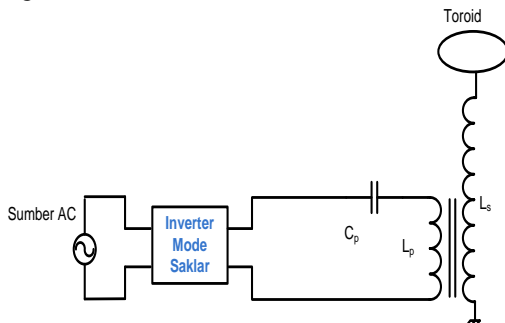 Toroid
Sumber AC
Inverter
Mode
Saklar
Cp
Lp
Ls